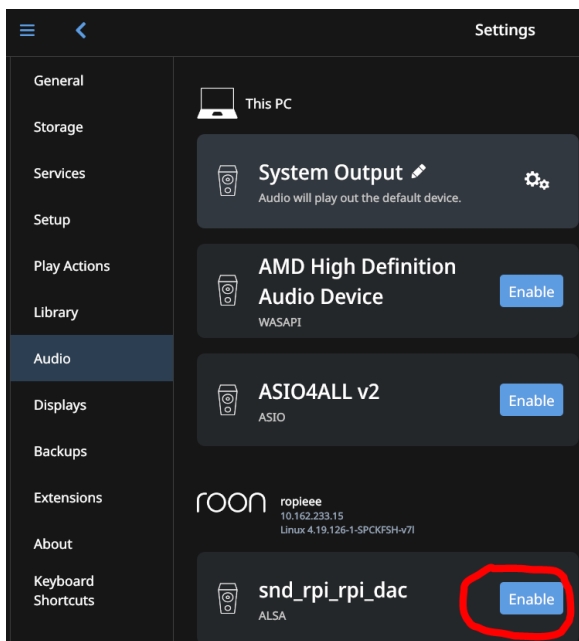 Settings
General
Storage
Services
Setup
Play Actions
Library
Audio
Displays
Backups
Extensions
About
Keyboard
Shortcuts
This PC
System Output
Audio will play out the default device.
AMD High Definition
Audio Device
WASAPI
Enable
ASIO4ALL v2
ASIO
Enable
roon
ropieee
10.162.233.15
Linux 4.19.126-1-SPCKFSH-v7l
snd_rpi_rpi_dac
ALSA
Enable